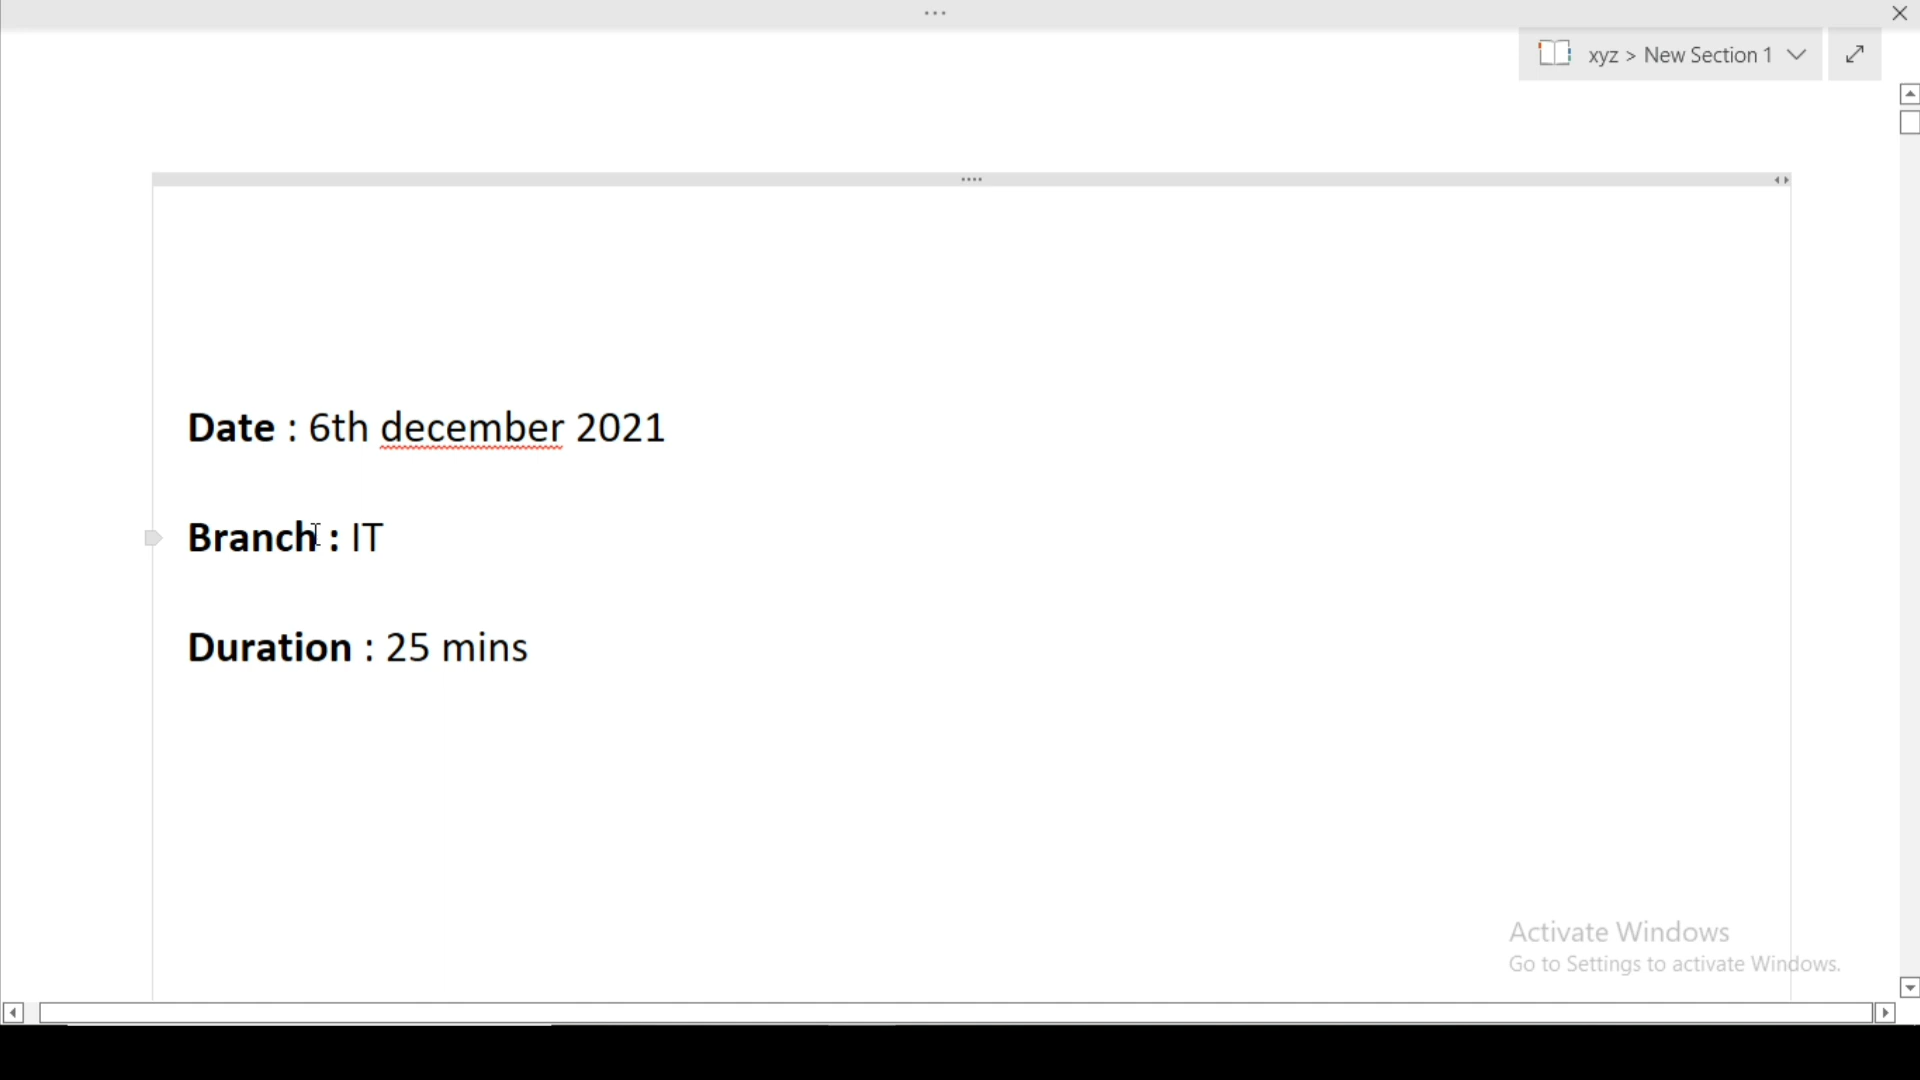 xyz > New Section 1
Date : 6th december 2021
Branch : IT
Duration : 25 mins
Activate Windows
Go to Settings to activate Windows.